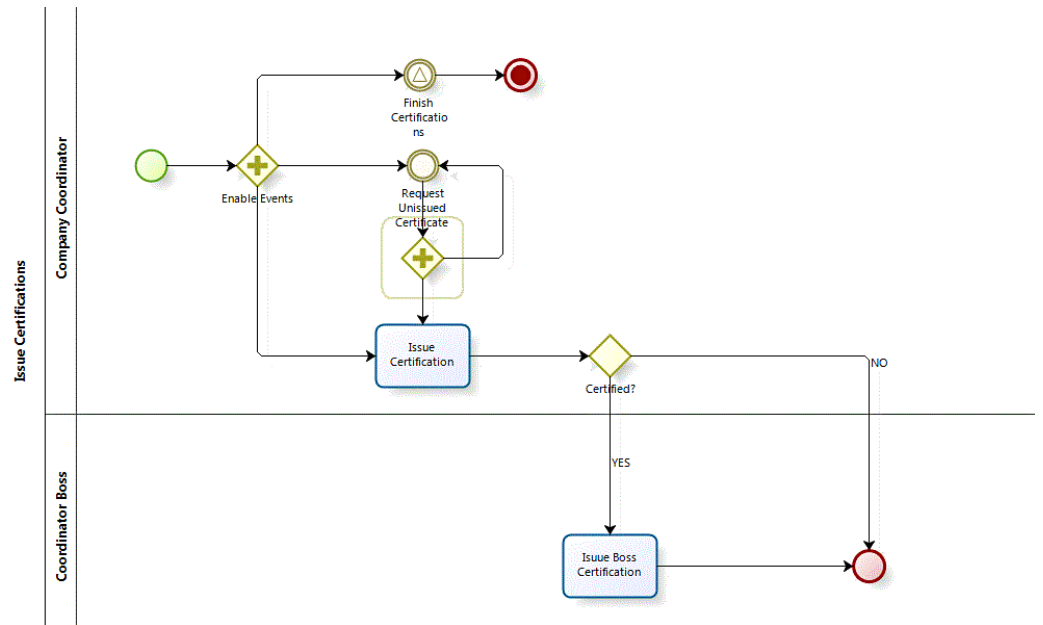 Issue Certifications
Company Coordinator
Finish
Certificatio
ns
Enable Events
Request
Unissued
Certificate
Issue
Certification
Certified?
NO
Coordinator Boss
YES
Isuue Boss
Certification